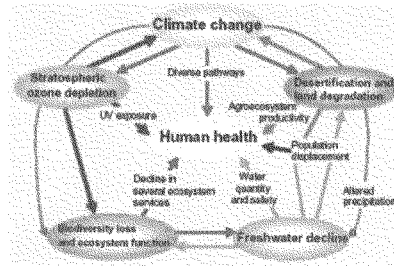 Climate change
Diverse pathways
Stratospheric
ozone depletion
Desertification and
land degradation
UV exposure
Agroecosystem
productivity
Human health
Population
displacement
Decline in
several ecosystem
services
Water
quantity
and safety
Altered
precipitation
Biodiversity loss
and ecosystem function
Freshwater decline